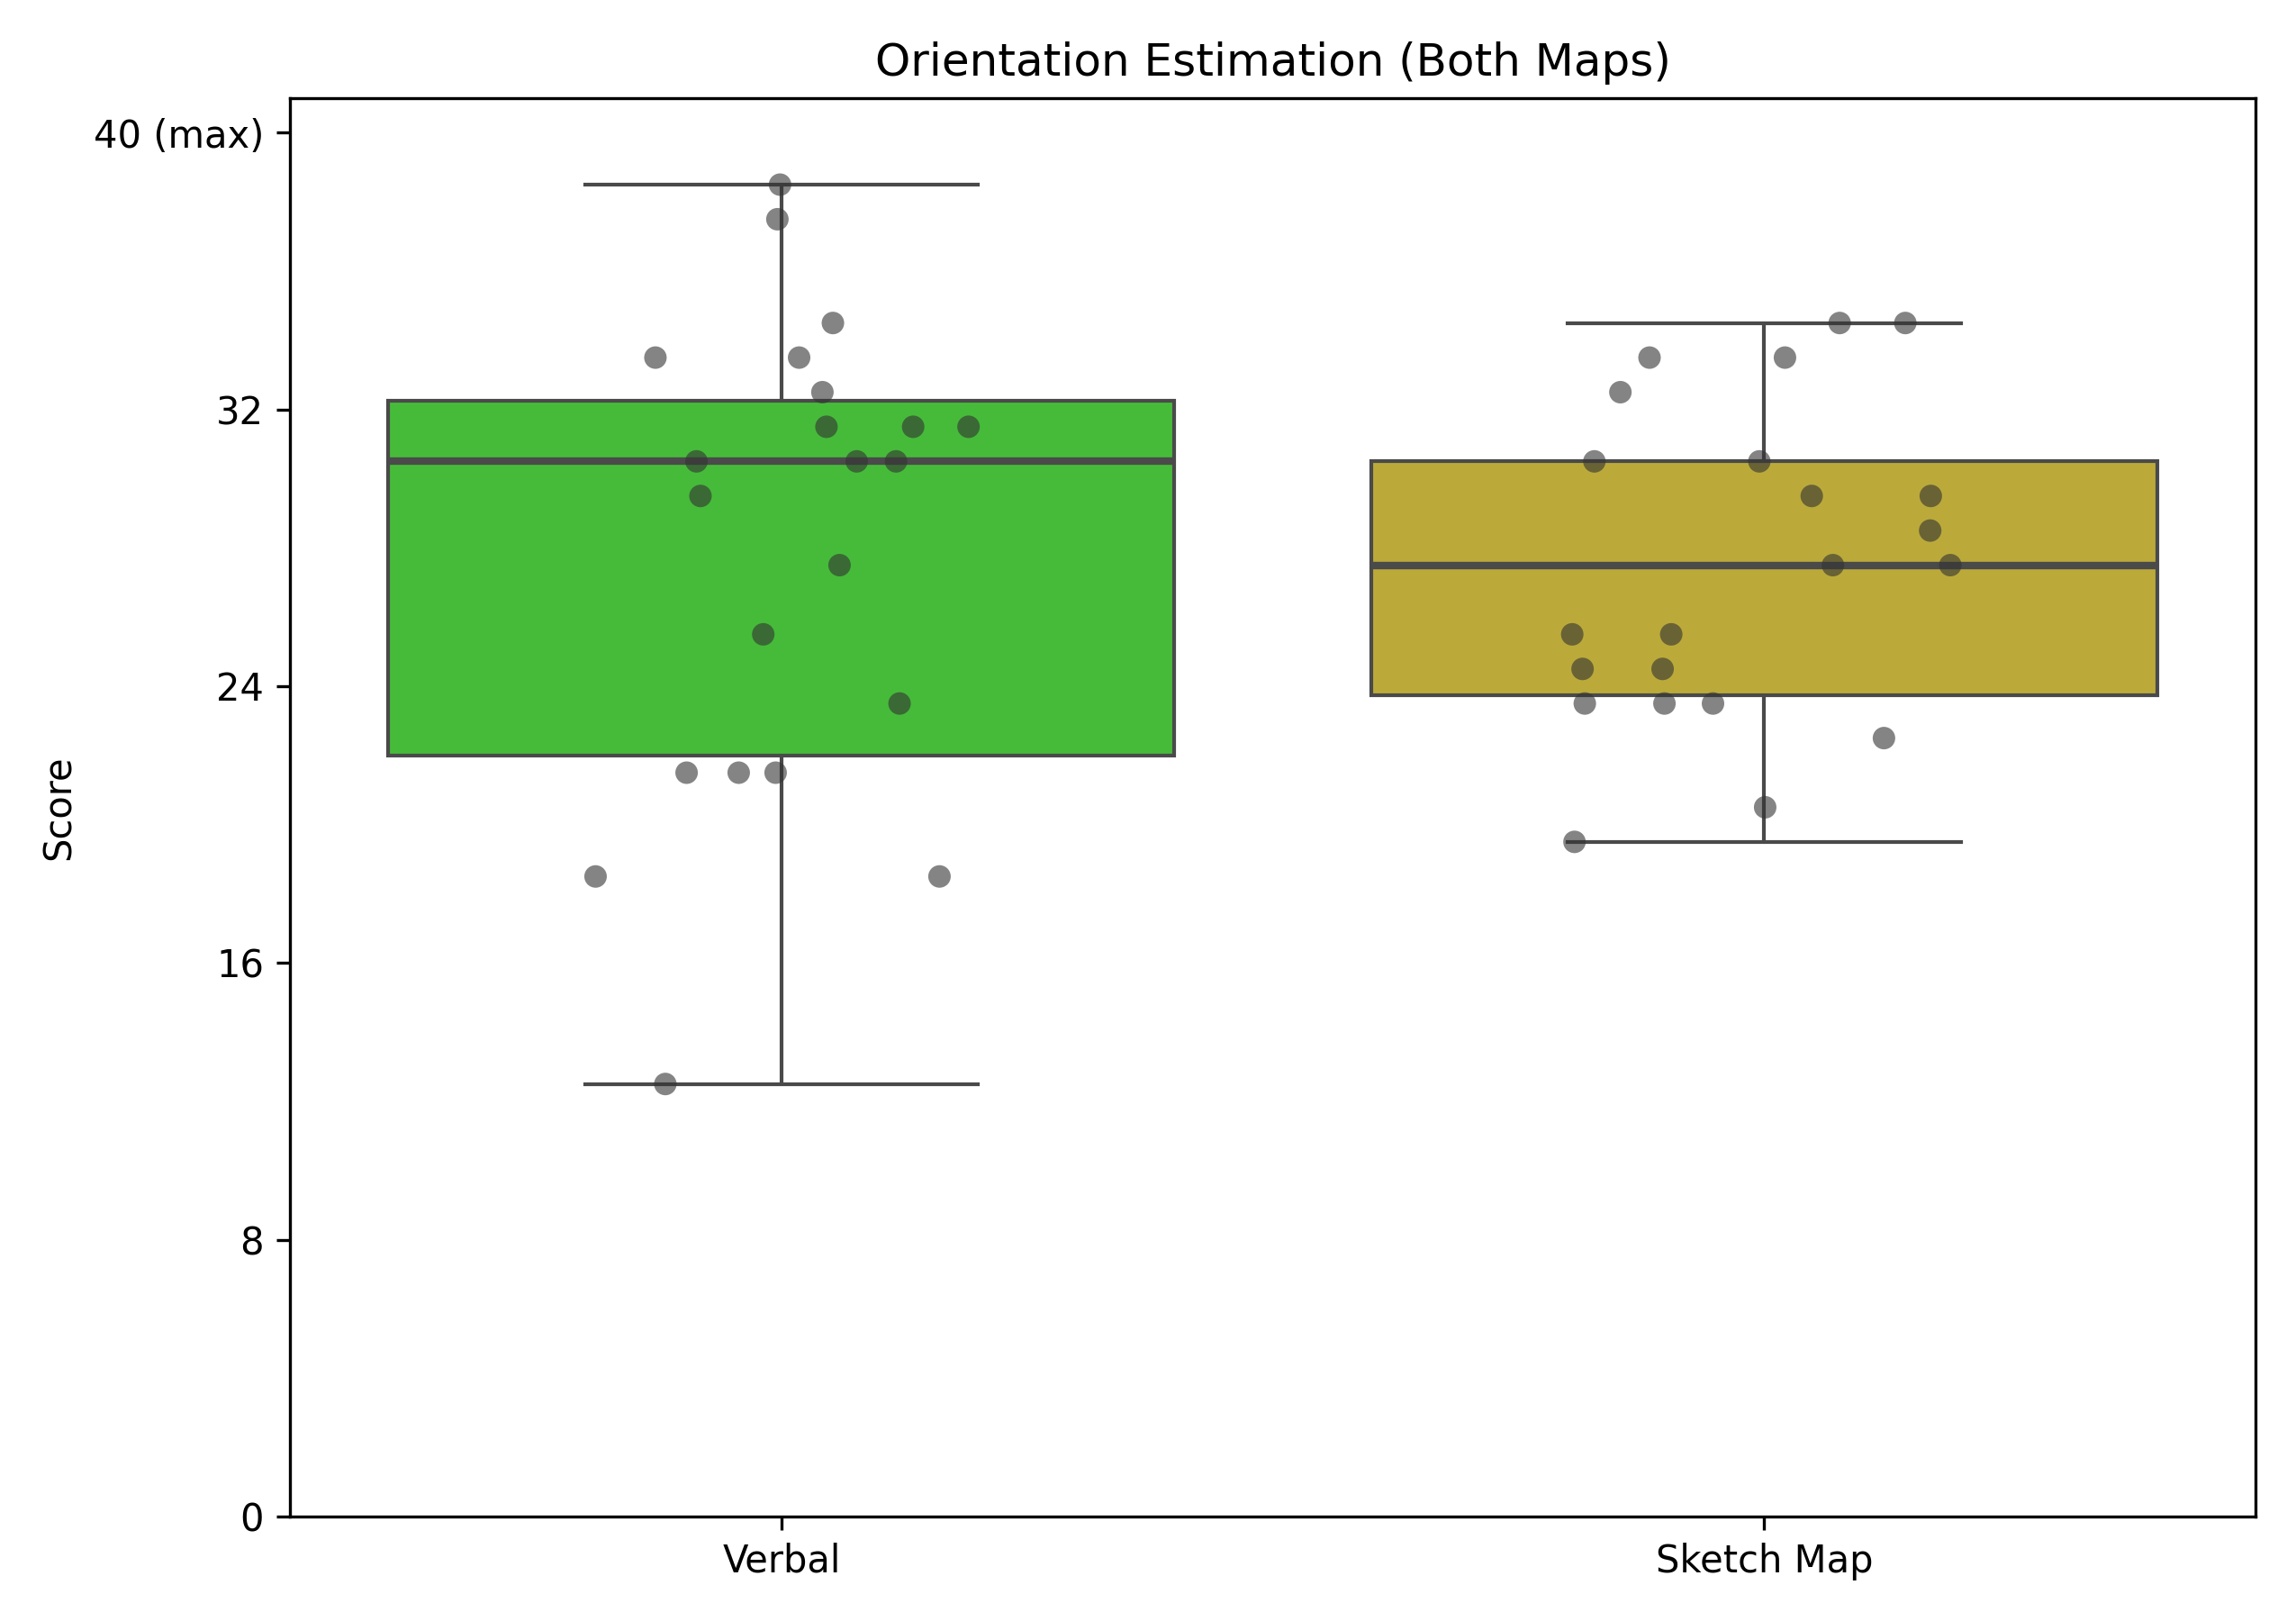 Orientation Estimation (Both Maps)
40 (max)
32
24
16
8
0
Score
Verbal
Sketch Map